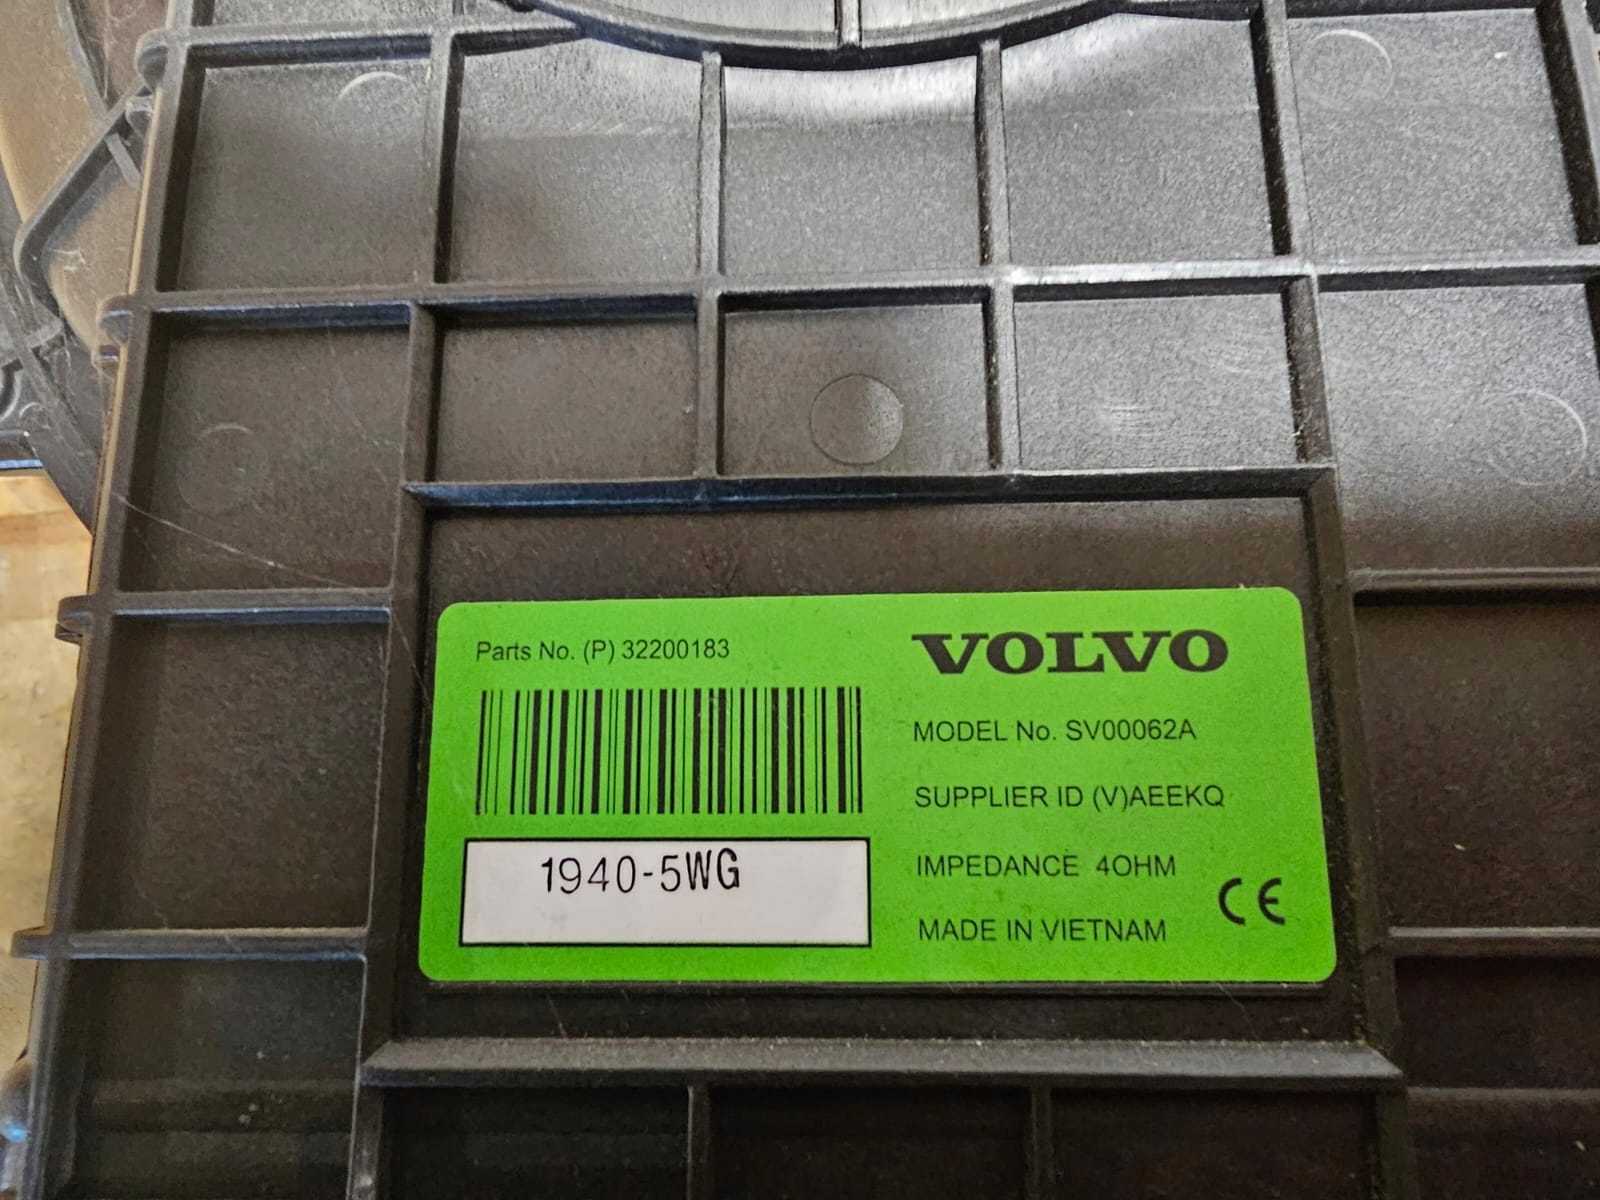 Parts No. (P) 32200183
1940-5WG
VOLVO
MODEL No. SV00062A
SUPPLIER ID (V)AEEKQ
IMPEDANCE 4OHM
MADE IN VIETNAM
CE